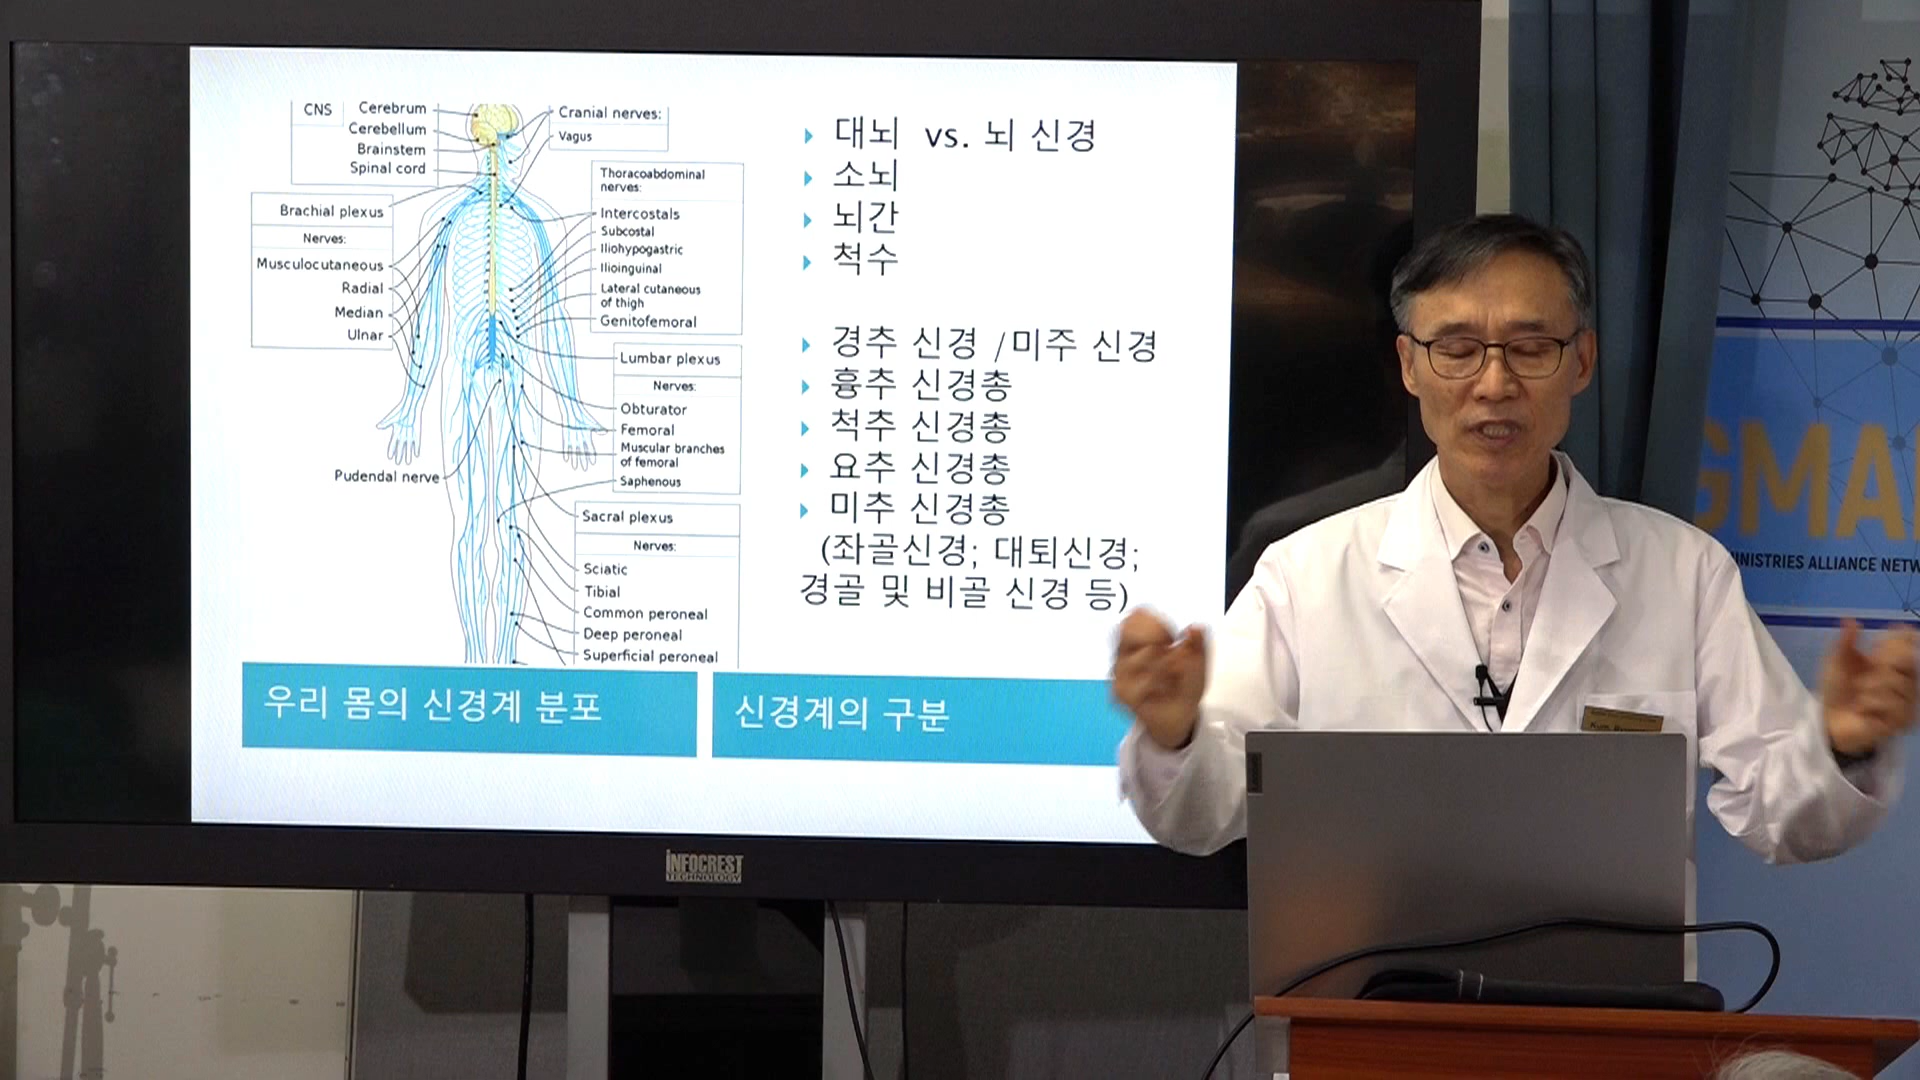 CNS
Cerebrum
Cerebellum
Brainstem
Spinal cord
Cranial nerves:
Vagus
Brachial plexus
Nerves:
Musculocutaneous
Radial
Median
Ulnar
Thoracoabdominal
nerves:
Intercostals
Subcostal
Iliohypogastric
Ilioinguinal
Lateral cutaneous
of thigh
Genitofemoral
Lumbar plexus
Nerves:
Obturator
Femoral
Muscular branches
of femoral
Saphenous
Pudendal nerve
Sacral plexus
Nerves:
Sciatic
Tibial
Common peroneal
Deep peroneal
Superficial peroneal
대뇌 vs. 뇌 신경
소뇌
뇌간
척수
경추 신경 /미주 신경
흉추 신경총
척추 신경총
요추 신경총
미추 신경총
(좌골신경; 대퇴신경;
경골 및 비골 신경 등)
우리 몸의 신경계 분포
신경계의 구분
INFOCREST
TECHNOLOGY
GMA
MINISTRIES ALLIANCE NETW